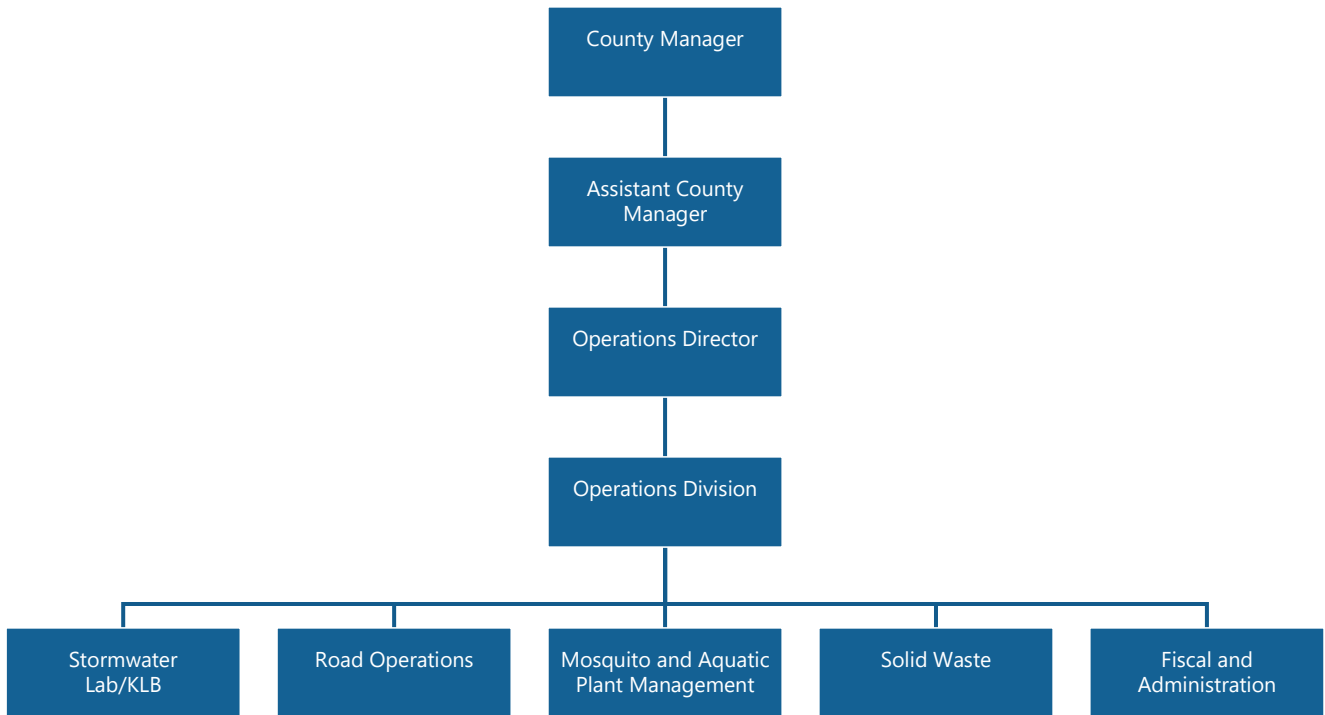 County Manager
Assistant County
Manager
Operations Director
Operations Division
Stormwater
Lab/KLB
Road Operations
Mosquito and Aquatic
Plant Management
Solid Waste
Fiscal and
Administration